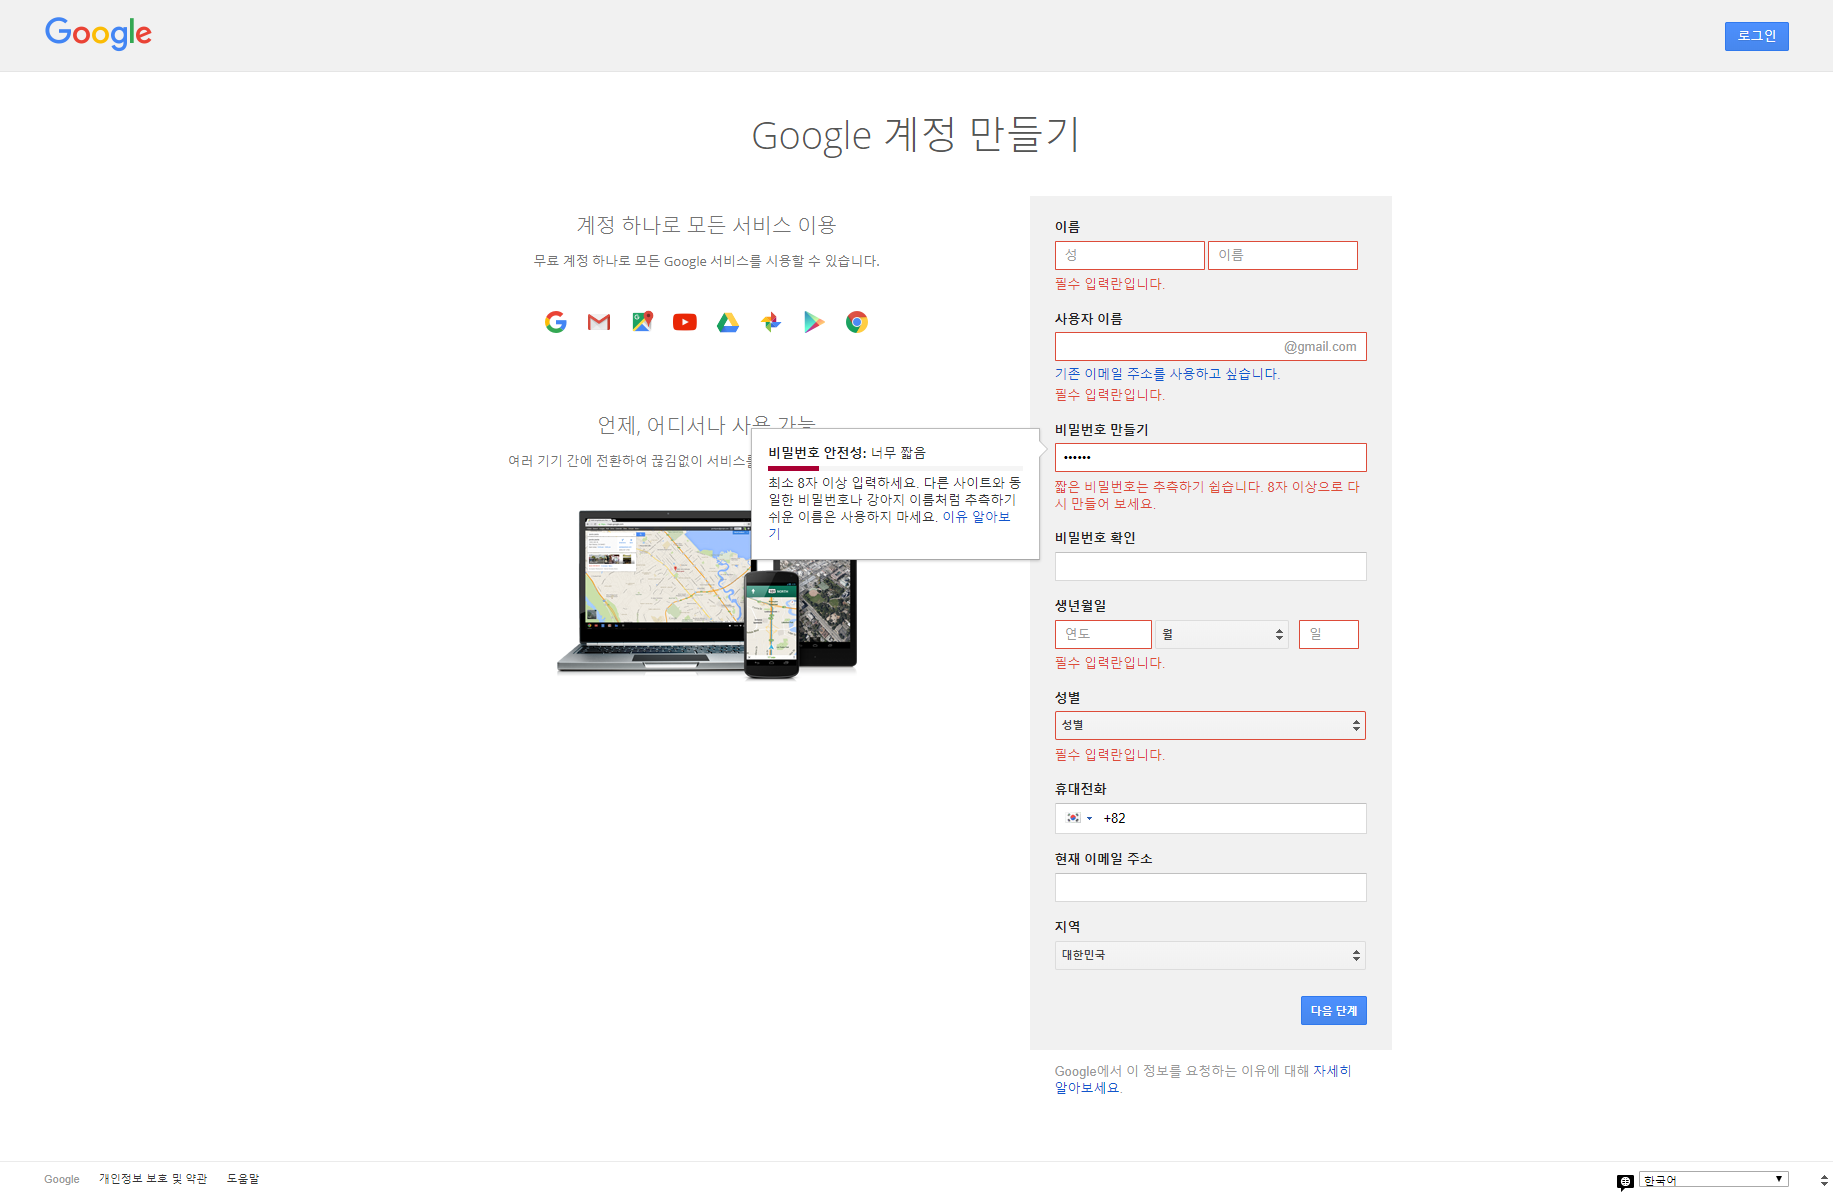 Google
로그인
Google 계정 만들기
계정 하나로 모든 서비스 이용
무료 계정 하나로 모든 Google 서비스를 사용할 수 있습니다.
언제, 어디서나 사용 가능
여러 기기 간에 전환하여 끊김없이 서비스를
비밀번호 안전성: 너무 짧음
최소 8자 이상 입력하세요. 다른 사이트와 동
일한 비밀번호나 강아지 이름처럼 추측하기
쉬운 이름은 사용하지 마세요. 이유 알아보
기
이름
성 이름
필수 입력란입니다.
사용자 이름
@gmail.com
기존 이메일 주소를 사용하고 싶습니다.
필수 입력란입니다.
비밀번호 만들기
••••••
짧은 비밀번호는 추측하기 쉽습니다. 8자 이상으로 다
시 만들어 보세요.
비밀번호 확인
생년월일
연도 월 일
필수 입력란입니다.
성별
성별
필수 입력란입니다.
휴대전화
+82
현재 이메일 주소
지역
대한민국
다음 단계
Google에서 이 정보를 요청하는 이유에 대해 자세히
알아보세요.
Google 개인정보 보호 및 약관 도움말
한국어